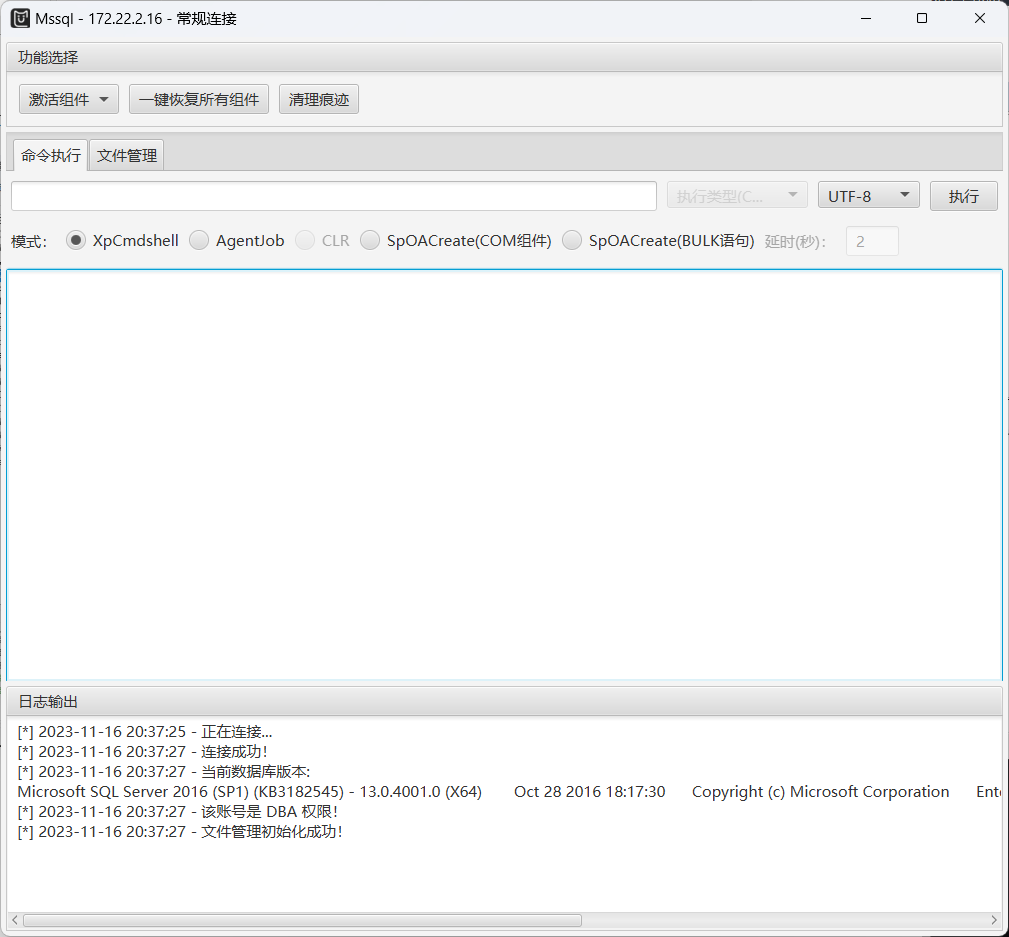 Mssql - 172.22.2.16 - 常规连接
功能选择
激活组件 一键恢复所有组件 清理痕迹
命令执行 文件管理
执行类型(C... UTF-8 执行
模式： XpCmdshell AgentJob CLR SpOACreate(COM组件) SpOACreate(BULK语句) 延时(秒)： 2
日志输出
[*] 2023-11-16 20:37:25 - 正在连接...
[*] 2023-11-16 20:37:27 - 连接成功！
[*] 2023-11-16 20:37:27 - 当前数据库版本:
Microsoft SQL Server 2016 (SP1) (KB3182545) - 13.0.4001.0 (X64) Oct 28 2016 18:17:30 Copyright (c) Microsoft Corporation Ente
[*] 2023-11-16 20:37:27 - 该账号是 DBA 权限！
[*] 2023-11-16 20:37:27 - 文件管理初始化成功！